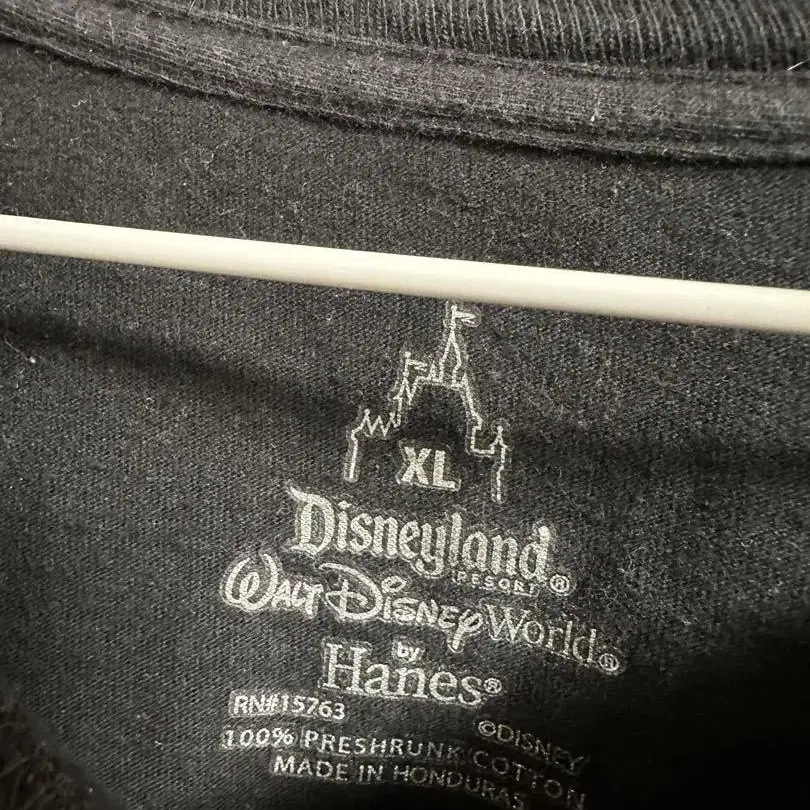 XL
Disneyland®
RESORT
Walt Disney World®
by
Hanes®
RN#15763
©DISNEY
100% PRESHRUNK COTTON
MADE IN HONDURAS